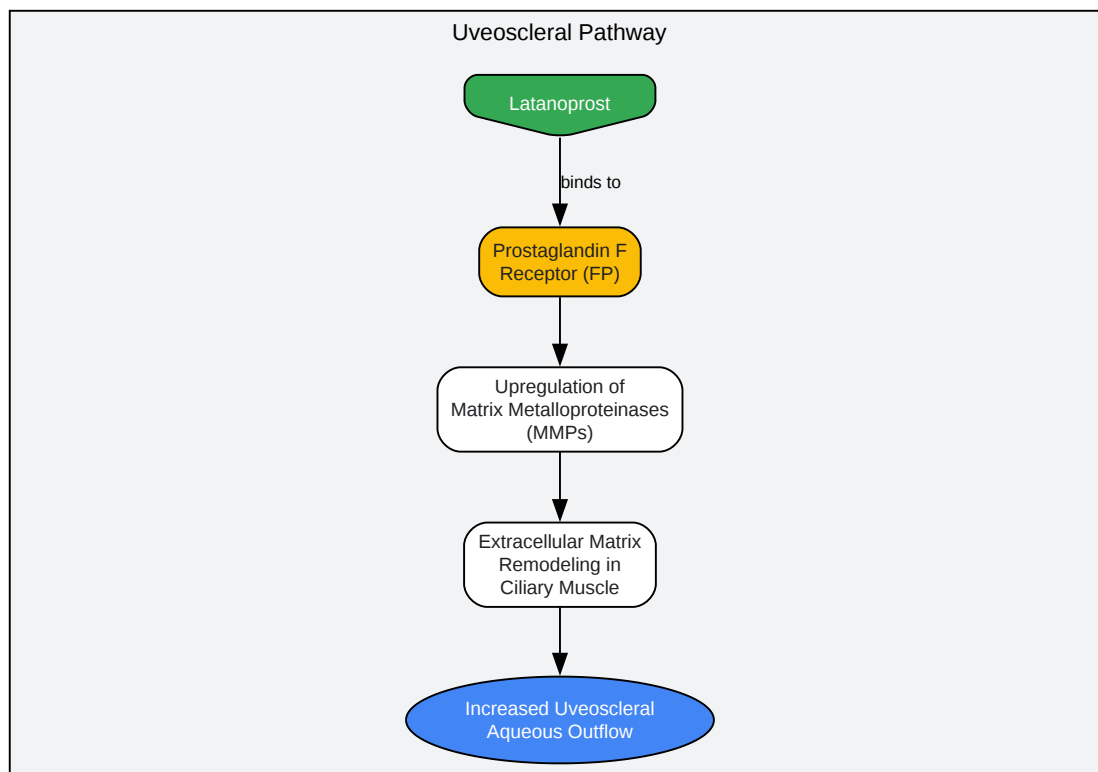 Uveoscleral Pathway
Latanoprost
binds to
Prostaglandin F
Receptor (FP)
Upregulation of
Matrix Metalloproteinases
(MMPs)
Extracellular Matrix
Remodeling in
Ciliary Muscle
Increased Uveoscleral
Aqueous Outflow